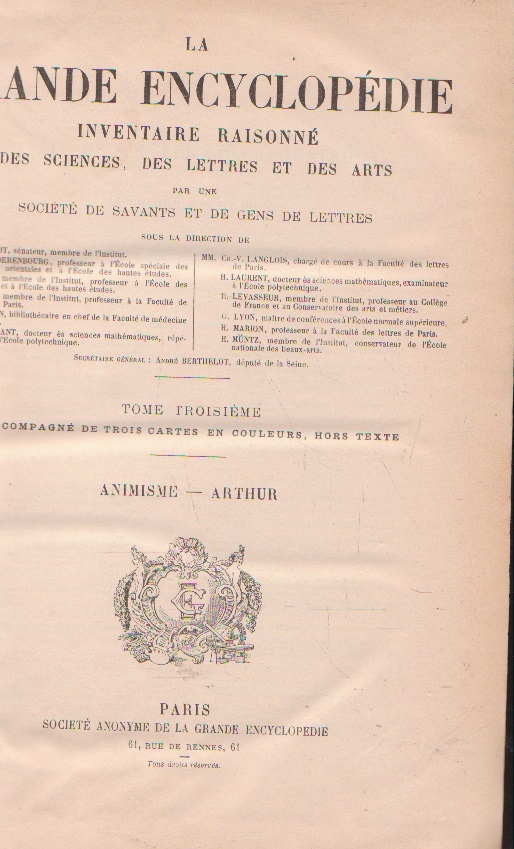 LA
ANDE ENCYCLOPÉDIE
INVENTAIRE RAISONNÉ
DES SCIENCES, DES LETTRES ET DES ARTS
PAR UNE
SOCIÉTÉ DE SAVANTS ET DE GENS DE LETTRES
SOUS LA DIRECTION DE
OT, sénateur, membre de l'Institut.
ERENBOURG, professeur à l'École spéciale des
orientales et à l'École des hautes études.
membre de l'Institut, professeur à l'École des
et à l'École des hautes études.
membre de l'Institut, professeur à la Faculté de
Paris.
N, bibliothécaire en chef de la Faculté de médecine
ANT, docteur ès sciences mathématiques, répé-
l'École polytechnique.
MM. Ch.-V. LANGLOIS, chargé de cours à la Faculté des lettres
de Paris.
H. LAURENT, docteur ès sciences mathématiques, examinateur
à l'École polytechnique.
E. LEVASSEUR, membre de l'Institut, professeur au Collège
de France et au Conservatoire des arts et métiers.
G. LYON, maître de conférences à l'École normale supérieure.
H. MARION, professeur à la Faculté des lettres de Paris.
E. MÜNTZ, membre de l'Institut, conservateur de l'École
nationale des beaux-arts.
SECRÉTAIRE GÉNÉRAL : ANDRÉ BERTHELOT, député de la Seine.
TOME TROISIÈME
COMPAGNÉ DE TROIS CARTES EN COULEURS, HORS TEXTE
ANIMISME — ARTHUR
PARIS
SOCIÉTÉ ANONYME DE LA GRANDE ENCYCLOPÉDIE
61, RUE DE RENNES, 61
Tous droits réservés.